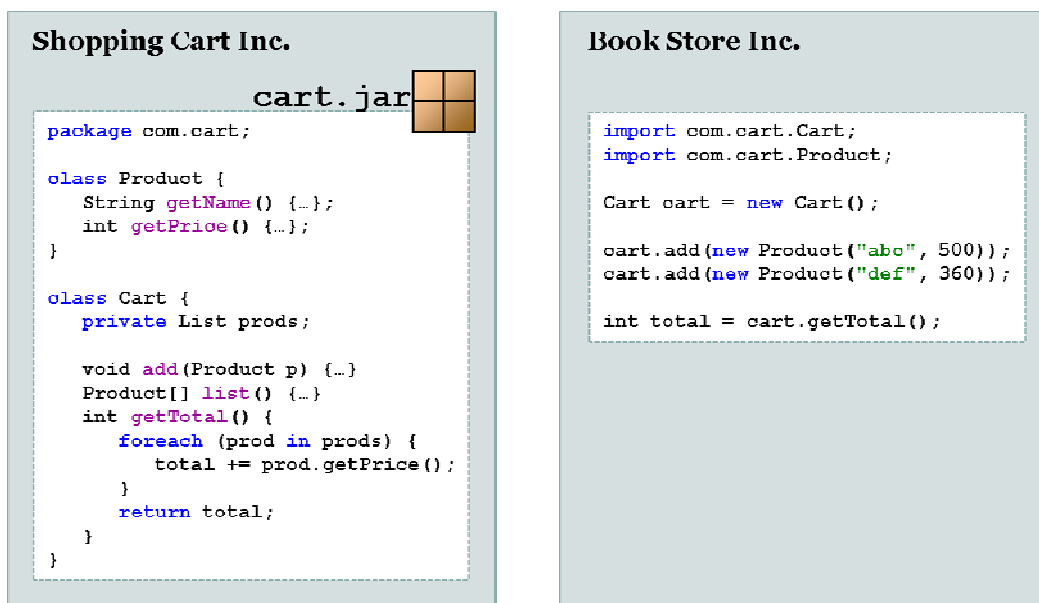 Shopping Cart Inc.
cart.jar
package com.cart;
class Product {
String getName() {…};
int getPrice() {…};
}
class Cart {
private List prods;
void add(Product p) {…}
Product[] list() {…}
int getTotal() {
foreach (prod in prods) {
total += prod.getPrice();
}
return total;
}
}
Book Store Inc.
import com.cart.Cart;
import com.cart.Product;
Cart cart = new Cart();
cart.add(new Product("abc", 500));
cart.add(new Product("def", 360));
int total = cart.getTotal();